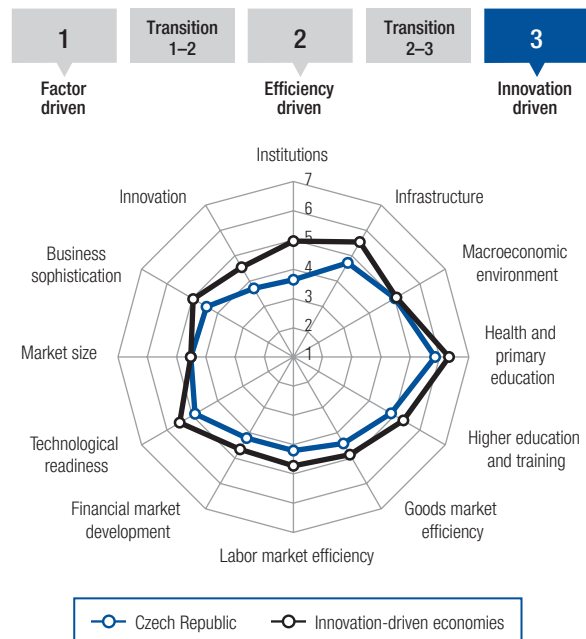 1
Transition
1–2
2
Transition
2–3
3
Factor
driven
Efficiency
driven
Innovation
driven
Institutions
7
6
5
4
3
2
1
Infrastructure
Macroeconomic
environment
Health and
primary
education
Higher education
and training
Goods market
efficiency
Labor market efficiency
Financial market
development
Technological
readiness
Market size
Business
sophistication
Innovation
Czech Republic
Innovation-driven economies